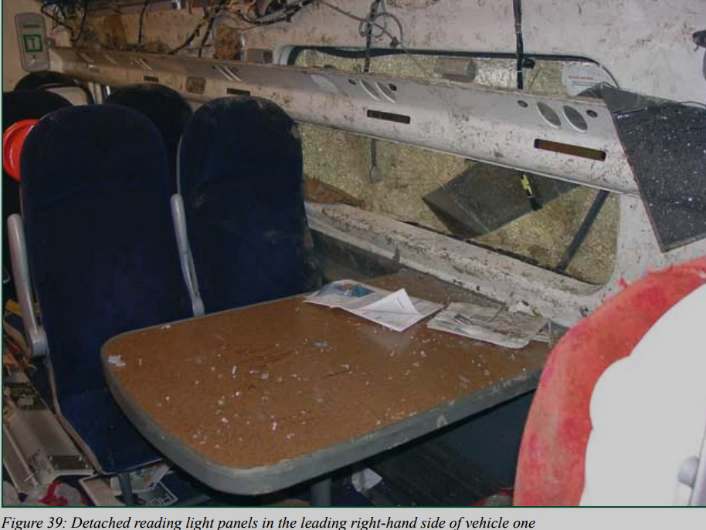 Figure 39: Detached reading light panels in the leading right-hand side of vehicle one